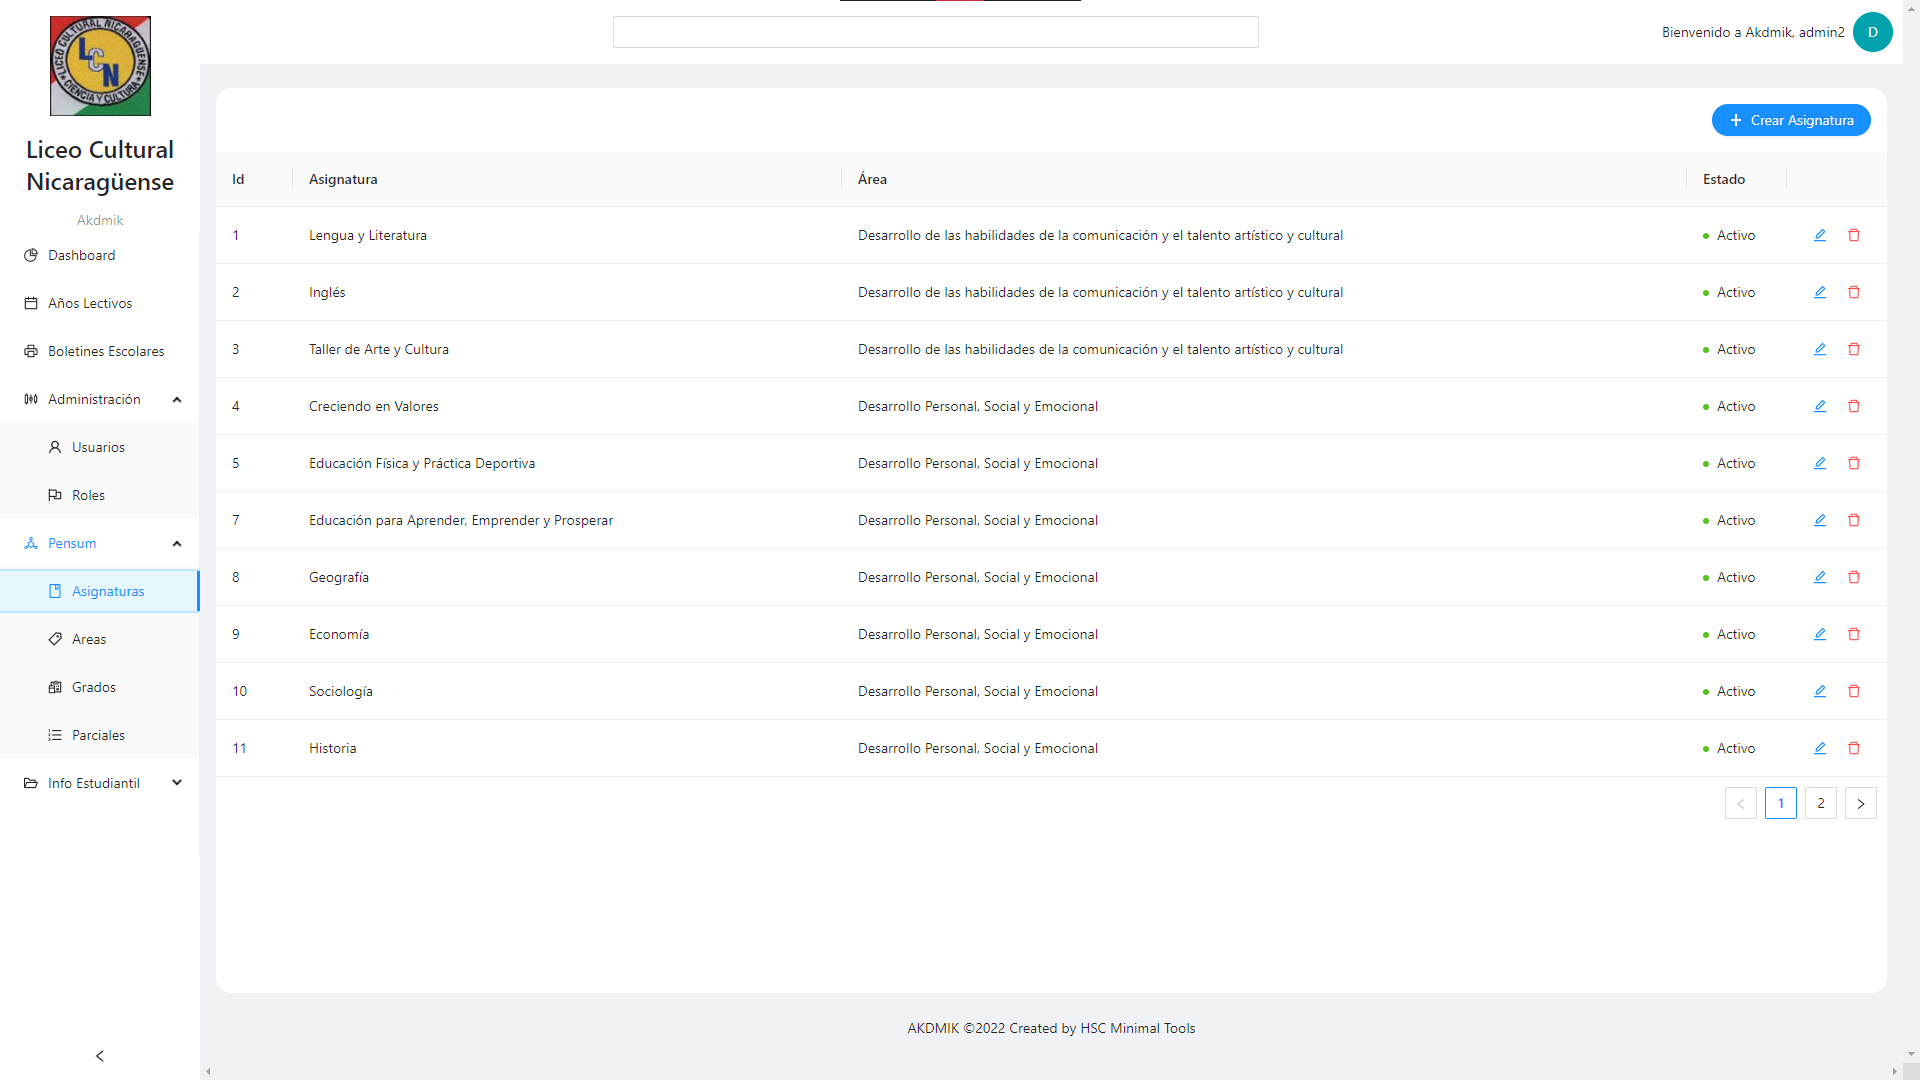 LICEO CULTURAL NICARAGUENSE
LCN
CIENCIA Y CULTURA
Liceo Cultural
Nicaragüense
Akdmik
Dashboard
Años Lectivos
Boletines Escolares
Administración
Usuarios
Roles
Pensum
Asignaturas
Areas
Grados
Parciales
Info Estudiantil
Bienvenido a Akdmik, admin2 D
+ Crear Asignatura
Id Asignatura Área Estado
1 Lengua y Literatura Desarrollo de las habilidades de la comunicación y el talento artístico y cultural Activo
2 Inglés Desarrollo de las habilidades de la comunicación y el talento artístico y cultural Activo
3 Taller de Arte y Cultura Desarrollo de las habilidades de la comunicación y el talento artístico y cultural Activo
4 Creciendo en Valores Desarrollo Personal, Social y Emocional Activo
5 Educación Física y Práctica Deportiva Desarrollo Personal, Social y Emocional Activo
7 Educación para Aprender, Emprender y Prosperar Desarrollo Personal, Social y Emocional Activo
8 Geografía Desarrollo Personal, Social y Emocional Activo
9 Economía Desarrollo Personal, Social y Emocional Activo
10 Sociología Desarrollo Personal, Social y Emocional Activo
11 Historia Desarrollo Personal, Social y Emocional Activo
< 1 2 >
AKDMIK ©2022 Created by HSC Minimal Tools